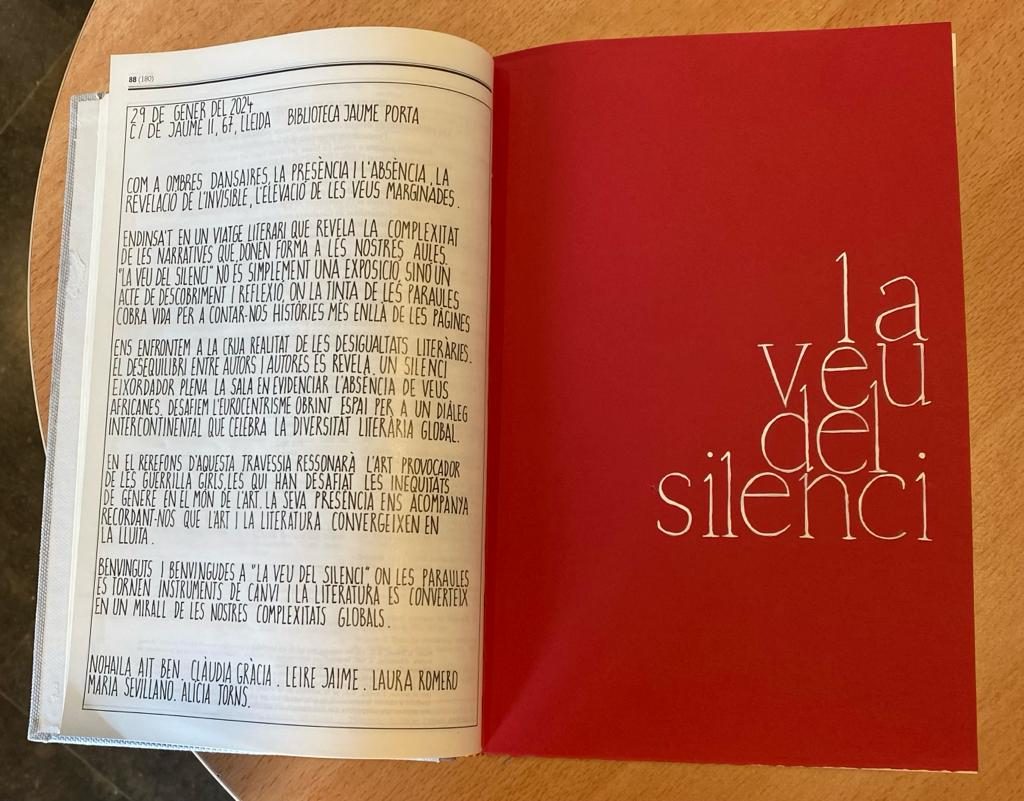 88 (180)
29 DE GENER DEL 2024
C/ DE JAUME II, 67, LLEIDA BIBLIOTECA JAUME PORTA
COM A OMBRES DANSAIRES, LA PRESÈNCIA I L'ABSÈNCIA. LA
REVELACIÓ DE L'INVISIBLE, L'ELEVACIÓ DE LES VEUS MARGINADES.
ENDINSA'T EN UN VIATGE LITERARI QUE REVELA LA COMPLEXITAT
DE LES NARRATIVES QUE DONEN FORMA A LES NOSTRES AULES.
"LA VEU DEL SILENCI" NO ÉS SIMPLEMENT UNA EXPOSICIÓ, SINÓ UN
ACTE DE DESCOBRIMENT I REFLEXIÓ, ON LA TINTA DE LES PARAULES
COBRA VIDA PER A CONTAR-NOS HISTÒRIES MÉS ENLLÀ DE LES PÀGINES
ENS ENFRONTEM A LA CRUA REALITAT DE LES DESIGUALTATS LITERÀRIES.
EL DESEQUILIBRI ENTRE AUTORS I AUTORES ES REVELA. UN SILENCI
EIXORDADOR PLENA LA SALA EN EVIDENCIAR L'ABSÈNCIA DE VEUS
AFRICANES. DESAFIEM L'EUROCENTRISME OBRINT ESPAI PER A UN DIÀLEG
INTERCONTINENTAL QUE CELEBRA LA DIVERSITAT LITERÀRIA GLOBAL.
EN EL REREFONS D'AQUESTA TRAVESSIA RESSONARÀ L'ART PROVOCADOR
DE LES GUERRILLA GIRLS, LES QUI HAN DESAFIAT LES INEQUITATS
DE GÈNERE EN EL MÓN DE L'ART. LA SEVA PRESÈNCIA ENS ACOMPANYA
RECORDANT-NOS QUE L'ART I LA LITERATURA CONVERGEIXEN EN
LA LLUITA.
BENVINGUTS I BENVINGUDES A "LA VEU DEL SILENCI" ON LES PARAULES
ES TORNEN INSTRUMENTS DE CANVI I LA LITERATURA ES CONVERTEIX
EN UN MIRALL DE LES NOSTRES COMPLEXITATS GLOBALS.
NOHAILA AIT BEN. CLÀUDIA GRÀCIA. LEIRE JAIME. LAURA ROMERO
MARIA SEVILLANO. ALÍCIA TORNS.
la
veu
del
silenci